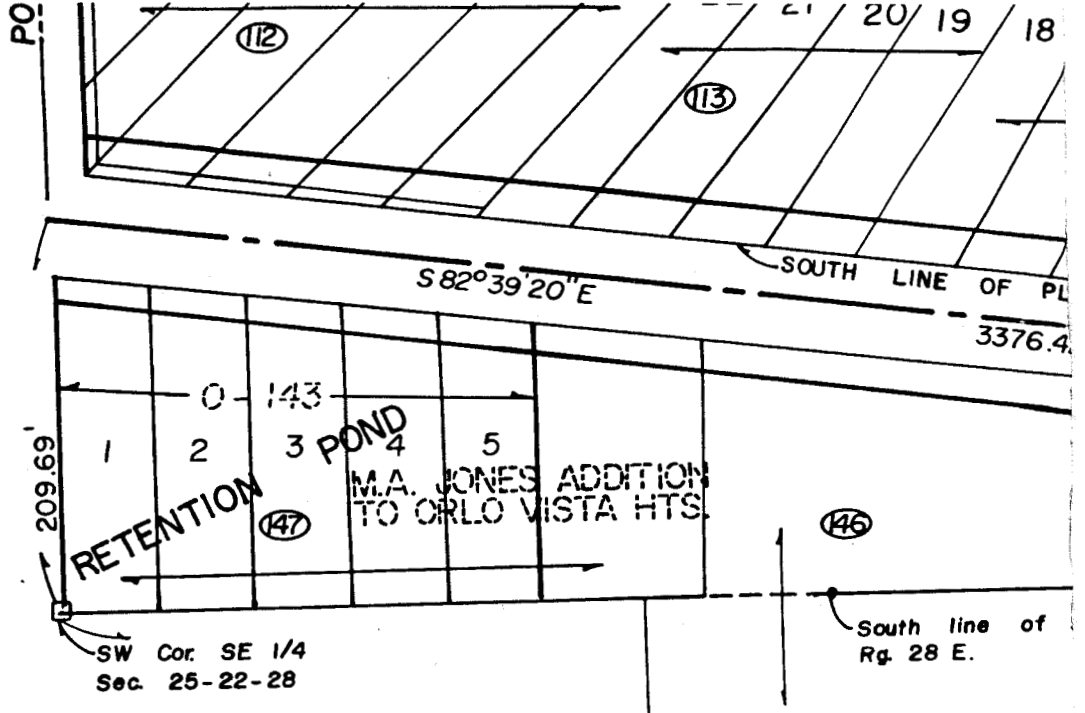 PO
112
21 20 19 18
113
SOUTH LINE OF PL
S 82° 39' 20" E
3376.4
O - 143
1 2 3 4 5
209.69'
RETENTION POND
M.A. JONES ADDITION
TO ORLO VISTA HTS.
147
146
SW Cor. SE 1/4
Sec. 25-22-28
South line of
Rg. 28 E.